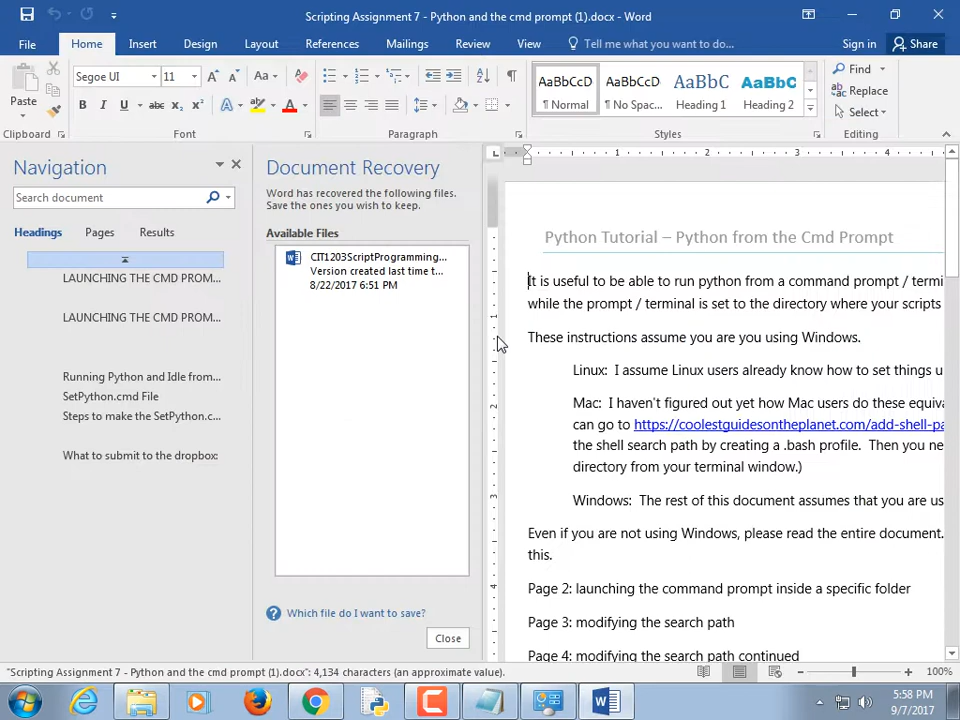 Scripting Assignment 7 - Python and the cmd prompt (1).docx - Word
File Home Insert Design Layout References Mailings Review View Tell me what you want to do... Sign in Share
Paste
Segoe UI 11 Aa
B I U abc X₂ X² A A
Clipboard Font Paragraph Styles Editing
AaBbCcD AaBbCcD AaBbCcC AaBbCcC
¶ Normal ¶ No Spac... Heading 1 Heading 2
Find
Replace
Select
Navigation
Search document
Headings Pages Results
LAUNCHING THE CMD PROM...
LAUNCHING THE CMD PROM...
Running Python and Idle from...
SetPython.cmd File
Steps to make the SetPython.c...
What to submit to the dropbox:
Document Recovery
Word has recovered the following files.
Save the ones you wish to keep.
Available Files
CIT1203ScriptProgramming...
Version created last time t...
8/22/2017 6:51 PM
Which file do I want to save?
Close
1 2 3 4
1
2
3
4
Python Tutorial – Python from the Cmd Prompt
It is useful to be able to run python from a command prompt / termi
while the prompt / terminal is set to the directory where your scripts
These instructions assume you are you using Windows.
Linux: I assume Linux users already know how to set things u
Mac: I haven't figured out yet how Mac users do these equiva
can go to https://coolestguidesontheplanet.com/add-shell-pa
the shell search path by creating a .bash profile. Then you ne
directory from your terminal window.)
Windows: The rest of this document assumes that you are us
Even if you are not using Windows, please read the entire document.
this.
Page 2: launching the command prompt inside a specific folder
Page 3: modifying the search path
Page 4: modifying the search path continued
"Scripting Assignment 7 - Python and the cmd prompt (1).docx": 4,134 characters (an approximate value).
100%
5:58 PM
9/7/2017